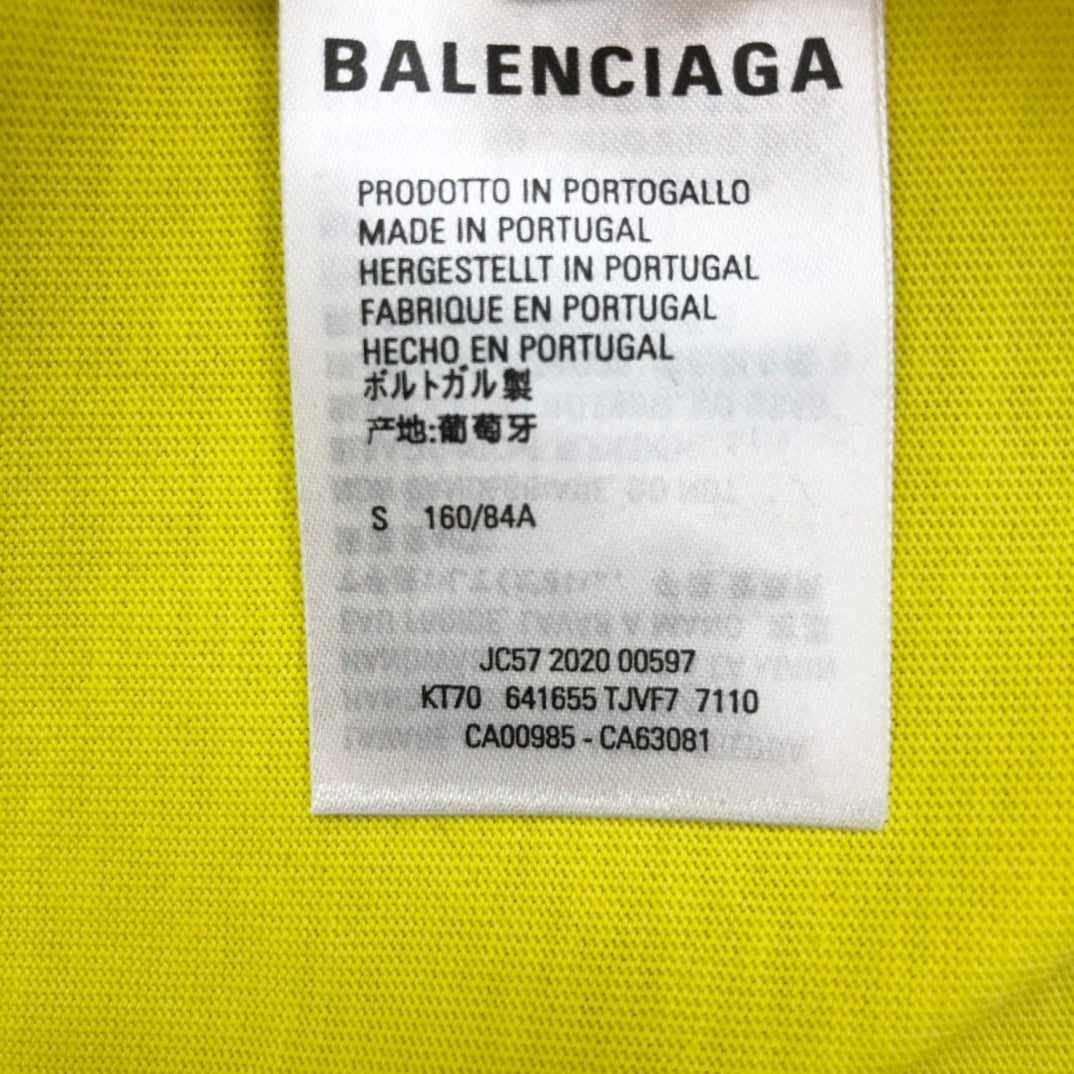 BALENCIAGA
PRODOTTO IN PORTOGALLO
MADE IN PORTUGAL
HERGESTELLT IN PORTUGAL
FABRIQUE EN PORTUGAL
HECHO EN PORTUGAL
ポルトガル製
产地:葡萄牙
S 160/84A
JC57 2020 00597
KT70 641655 TJVF7 7110
CA00985 - CA63081